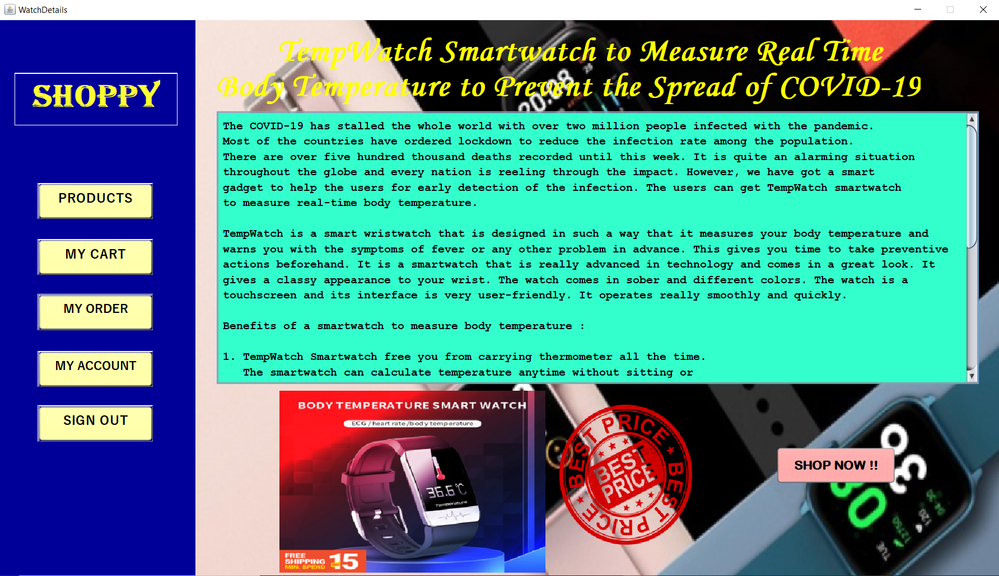 WatchDetails
SHOPPY
PRODUCTS
MY CART
MY ORDER
MY ACCOUNT
SIGN OUT
TempWatch Smartwatch to Measure Real Time
Body Temperature to Prevent the Spread of COVID-19
The COVID-19 has stalled the whole world with over two million people infected with the pandemic.
Most of the countries have ordered lockdown to reduce the infection rate among the population.
There are over five hundred thousand deaths recorded until this week. It is quite an alarming situation
throughout the globe and every nation is reeling through the impact. However, we have got a smart
gadget to help the users for early detection of the infection. The users can get TempWatch smartwatch
to measure real-time body temperature.
TempWatch is a smart wristwatch that is designed in such a way that it measures your body temperature and
warns you with the symptoms of fever or any other problem in advance. This gives you time to take preventive
actions beforehand. It is a smartwatch that is really advanced in technology and comes in a great look. It
gives a classy appearance to your wrist. The watch comes in sober and different colors. The watch is a
touchscreen and its interface is very user-friendly. It operates really smoothly and quickly.
Benefits of a smartwatch to measure body temperature :
1. TempWatch Smartwatch free you from carrying thermometer all the time.
The smartwatch can calculate temperature anytime without sitting or
20:08
BODY TEMPERATURE SMART WATCH
ECG / heart rate /body temperature
36.6℃
Temperature
FREE
SHIPPING
MIN. SPEND RM 15
BEST PRICE ★ BEST PRICE ★ BEST PRICE ★
BEST
PRICE
SHOP NOW !!
TUE